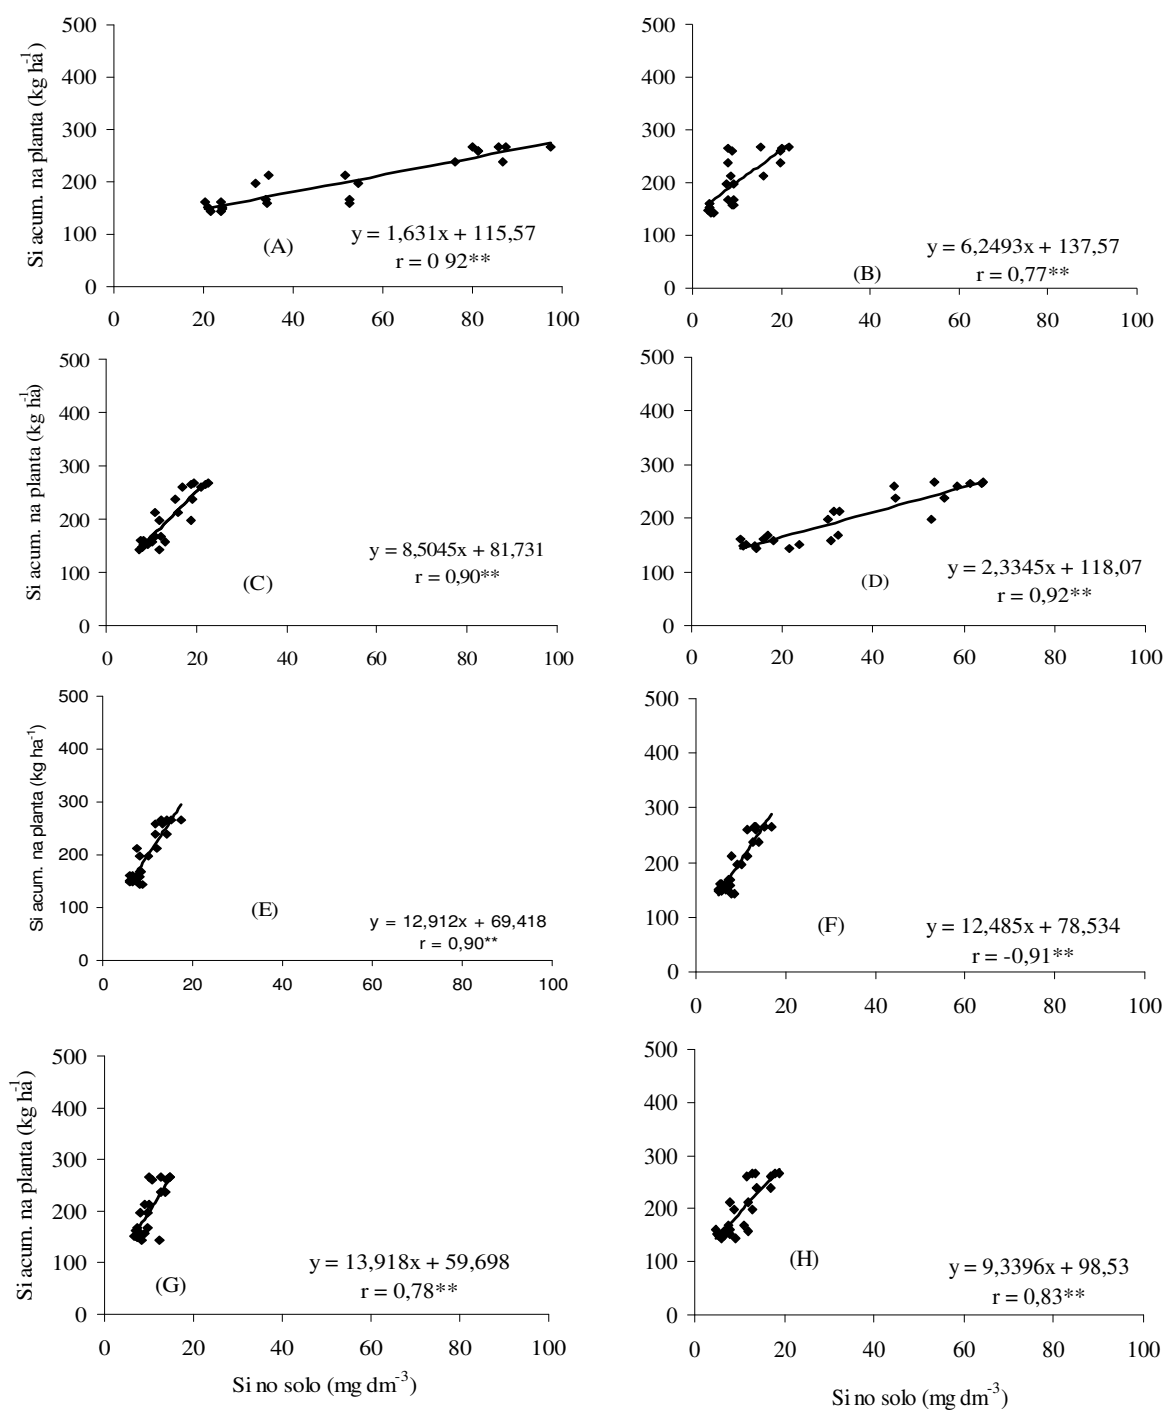 500
400
300
200
100
0
Si acum. na planta (kg ha-1)
(A)
y = 1,631x + 115,57
r = 0 92**
0 20 40 60 80 100
500
400
300
200
100
0
(B)
y = 6,2493x + 137,57
r = 0,77**
0 20 40 60 80 100
500
400
300
200
100
0
Si acum. na planta (kg ha-1)
(C)
y = 8,5045x + 81,731
r = 0,90**
0 20 40 60 80 100
500
400
300
200
100
0
(D)
y = 2,3345x + 118,07
r = 0,92**
0 20 40 60 80 100
500
400
300
200
100
0
Si acum. na planta (kg ha-1)
(E)
y = 12,912x + 69,418
r = 0,90**
0 20 40 60 80 100
500
400
300
200
100
0
(F)
y = 12,485x + 78,534
r = -0,91**
0 20 40 60 80 100
500
400
300
200
100
0
Si acum. na planta (kg ha-1)
(G)
y = 13,918x + 59,698
r = 0,78**
0 20 40 60 80 100
Si no solo (mg dm-3)
500
400
300
200
100
0
(H)
y = 9,3396x + 98,53
r = 0,83**
0 20 40 60 80 100
Si no solo (mg dm-3)